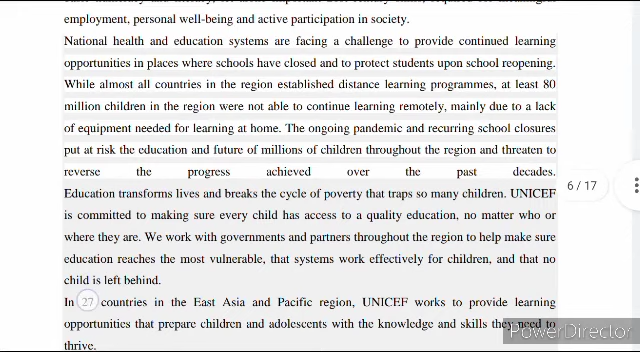 employment, personal well-being and active participation in society.
National health and education systems are facing a challenge to provide continued learning
opportunities in places where schools have closed and to protect students upon school reopening.
While almost all countries in the region established distance learning programmes, at least 80
million children in the region were not able to continue learning remotely, mainly due to a lack
of equipment needed for learning at home. The ongoing pandemic and recurring school closures
put at risk the education and future of millions of children throughout the region and threaten to
reverse the progress achieved over the past decades.
6 / 17
Education transforms lives and breaks the cycle of poverty that traps so many children. UNICEF
is committed to making sure every child has access to a quality education, no matter who or
where they are. We work with governments and partners throughout the region to help make sure
education reaches the most vulnerable, that systems work effectively for children, and that no
child is left behind.
In 27 countries in the East Asia and Pacific region, UNICEF works to provide learning
opportunities that prepare children and adolescents with the knowledge and skills they need to
thrive.
PowerDirector